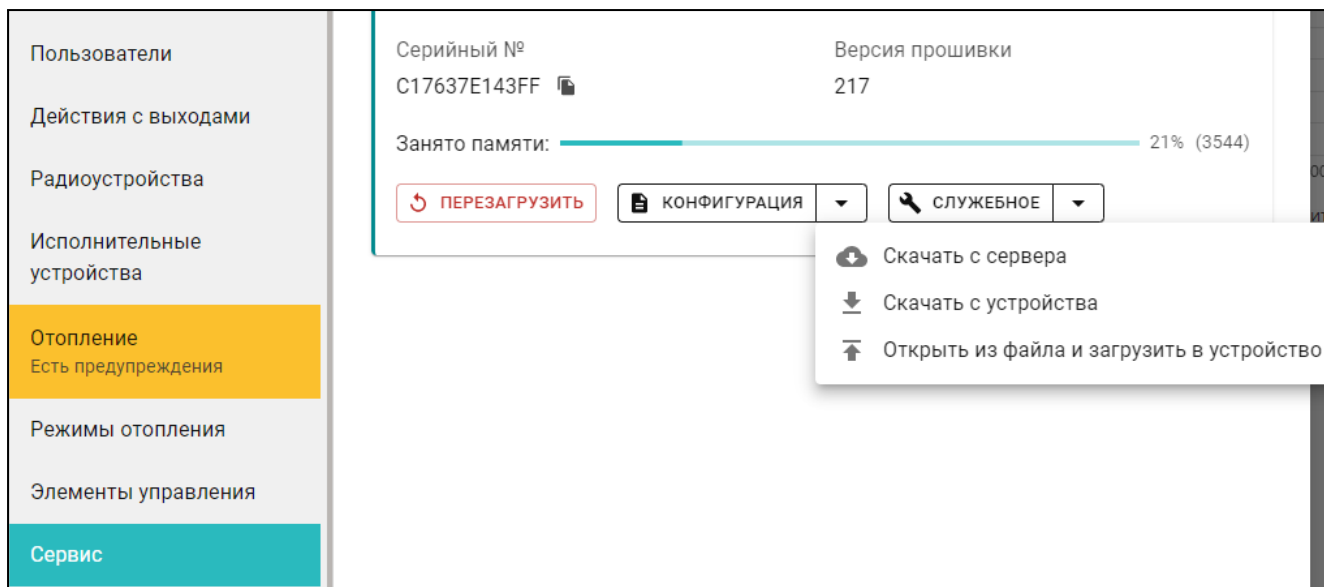 Пользователи
Действия с выходами
Радиоустройства
Исполнительные
устройства
Отопление
Есть предупреждения
Режимы отопления
Элементы управления
Сервис
Серийный №
Версия прошивки
C17637E143FF
217
Занято памяти:
21% (3544)
ПЕРЕЗАГРУЗИТЬ
КОНФИГУРАЦИЯ
СЛУЖЕБНОЕ
Скачать с сервера
Скачать с устройства
Открыть из файла и загрузить в устройство